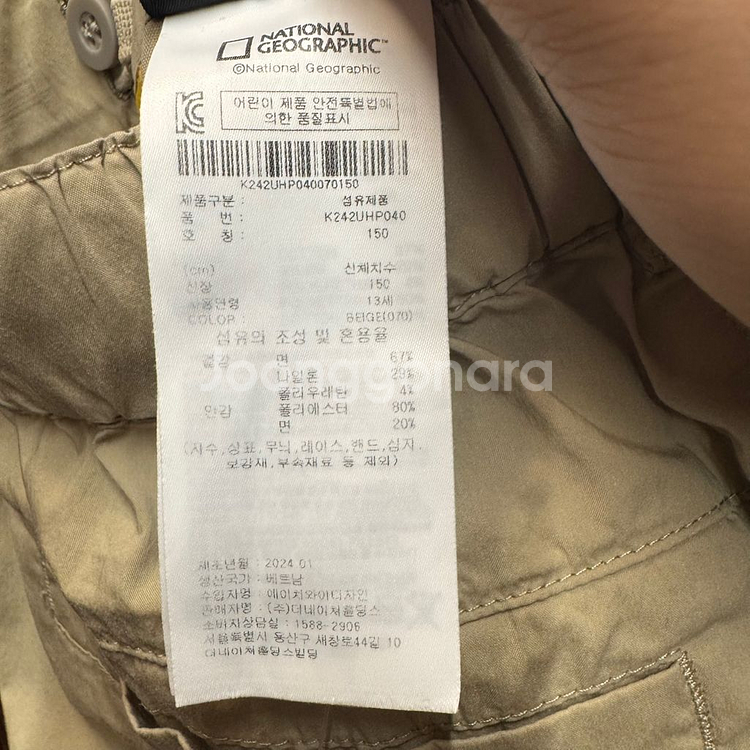 NATIONAL
GEOGRAPHIC™
©National Geographic
어린이 제품 안전특별법에
의한 품질표시
K242UHP040070150
제품구분: 섬유제품
품 번: K242UHP040
호 칭: 150
(cm) 신체치수
신장 150
사용연령 13세
COLOR: BEIGE(070)
섬유의 조성 및 혼용율
겉감 면 67%
나일론 29%
폴리우레탄 4%
안감 폴리에스터 80%
면 20%
(자수,상표,무늬,레이스,밴드,심지,
보강재,부속재료 등 제외)
Joonggonara
제조년월: 2024.01
생산국가: 베트남
수입자명: 에이치와이디자인
판매자명: (주)더네이쳐홀딩스
소비자상담실: 1588-2906
서울특별시 용산구 새창로44길 10
더네이쳐홀딩스빌딩